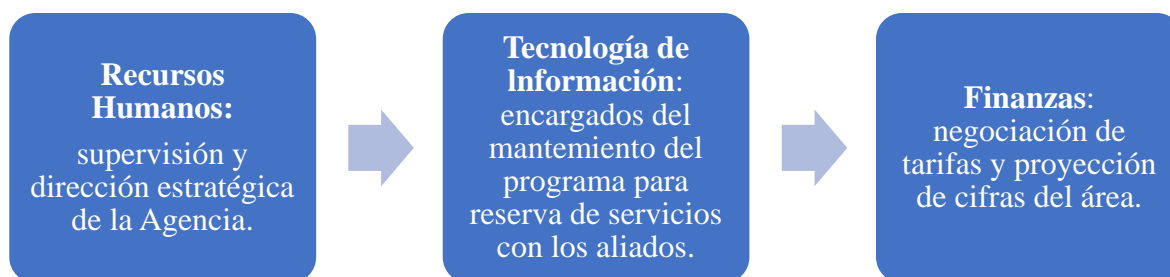 Recursos
Humanos:
supervisión y
dirección estratégica
de la Agencia.
Tecnología de
lnformación:
encargados del
mantemiento del
programa para
reserva de servicios
con los aliados.
Finanzas:
negociación de
tarifas y proyección
de cifras del área.